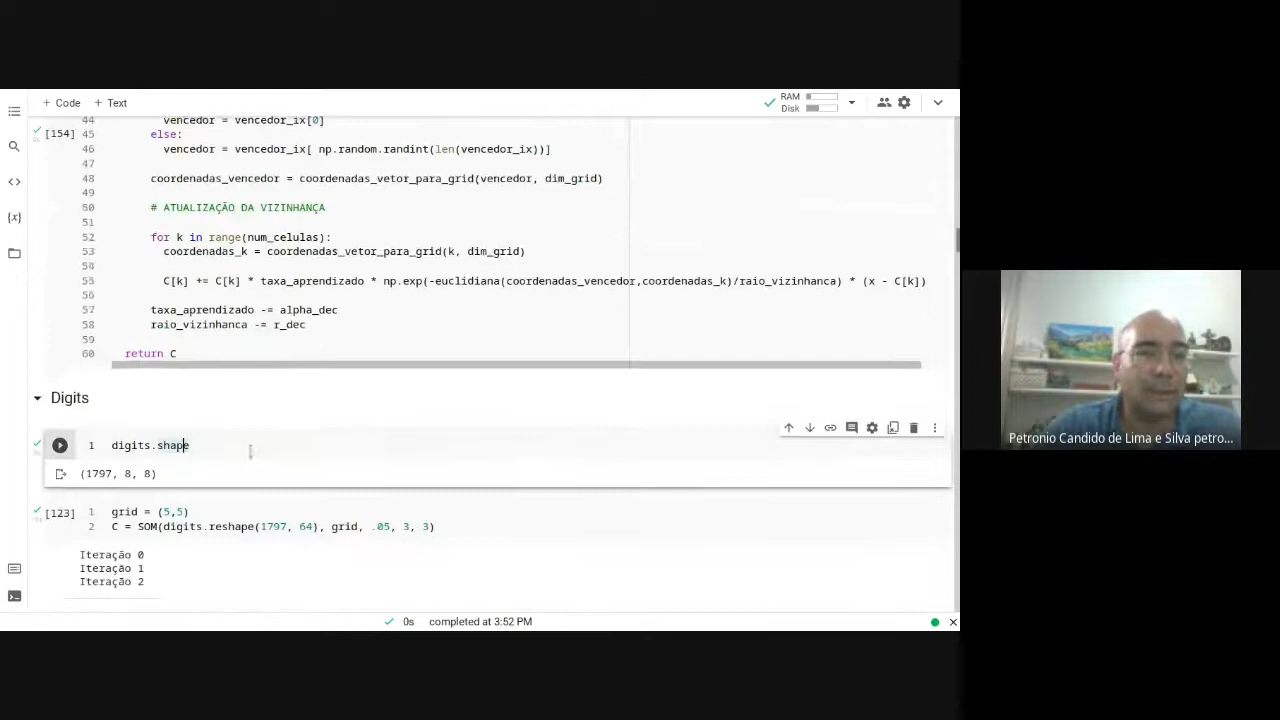 + Code + Text
RAM
Disk
44 vencedor = vencedor_ix[0]
[154] 45 else:
46 vencedor = vencedor_ix[ np.random.randint(len(vencedor_ix))]
47
48 coordenadas_vencedor = coordenadas_vetor_para_grid(vencedor, dim_grid)
49
50 # ATUALIZAÇÃO DA VIZINHANÇA
51
52 for k in range(num_celulas):
53 coordenadas_k = coordenadas_vetor_para_grid(k, dim_grid)
54
55 C[k] += C[k] * taxa_aprendizado * np.exp(-euclidiana(coordenadas_vencedor,coordenadas_k)/raio_vizinhanca) * (x - C[k])
56
57 taxa_aprendizado -= alpha_dec
58 raio_vizinhanca -= r_dec
59
60 return C
Digits
1 digits.shape
(1797, 8, 8)
[123] 1 grid = (5,5)
2 C = SOM(digits.reshape(1797, 64), grid, .05, 3, 3)
Iteração 0
Iteração 1
Iteração 2
0s completed at 3:52 PM
Petronio Candido de Lima e Silva petro...